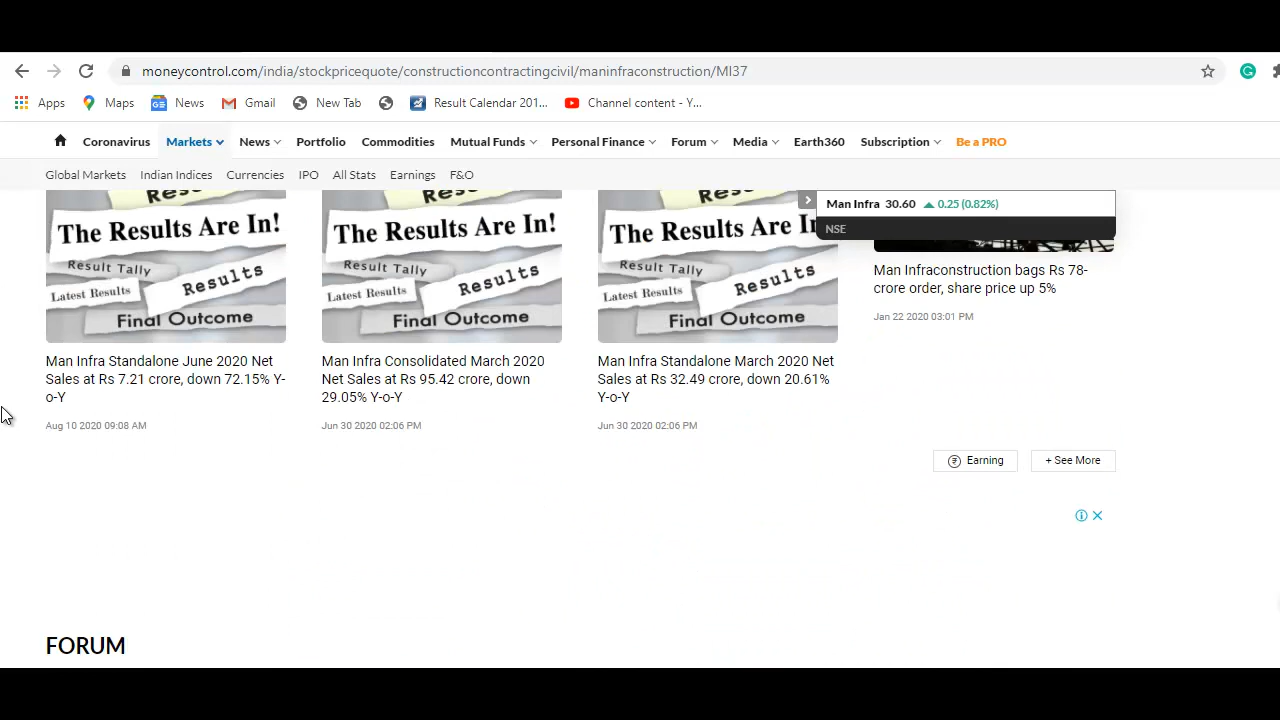 moneycontrol.com/india/stockpricequote/constructioncontractingcivil/maninfraconstruction/MI37
Apps Maps News Gmail New Tab Result Calendar 201... Channel content - Y...
Coronavirus Markets News Portfolio Commodities Mutual Funds Personal Finance Forum Media Earth360 Subscription Be a PRO
Global Markets Indian Indices Currencies IPO All Stats Earnings F&O
Man Infra 30.60 0.25 (0.82%)
NSE
The Results Are In!
Result Tally
Results
Latest Results
Final Outcome
The Results Are In!
Result Tally
Results
Latest Results
Final Outcome
The Results Are In
Result Tally
Results
Latest Results
Final Outcome
Man Infra Standalone June 2020 Net
Sales at Rs 7.21 crore, down 72.15% Y-
o-Y
Aug 10 2020 09:08 AM
Man Infra Consolidated March 2020
Net Sales at Rs 95.42 crore, down
29.05% Y-o-Y
Jun 30 2020 02:06 PM
Man Infra Standalone March 2020 Net
Sales at Rs 32.49 crore, down 20.61%
Y-o-Y
Jun 30 2020 02:06 PM
Man Infraconstruction bags Rs 78-
crore order, share price up 5%
Jan 22 2020 03:01 PM
Earning + See More
FORUM